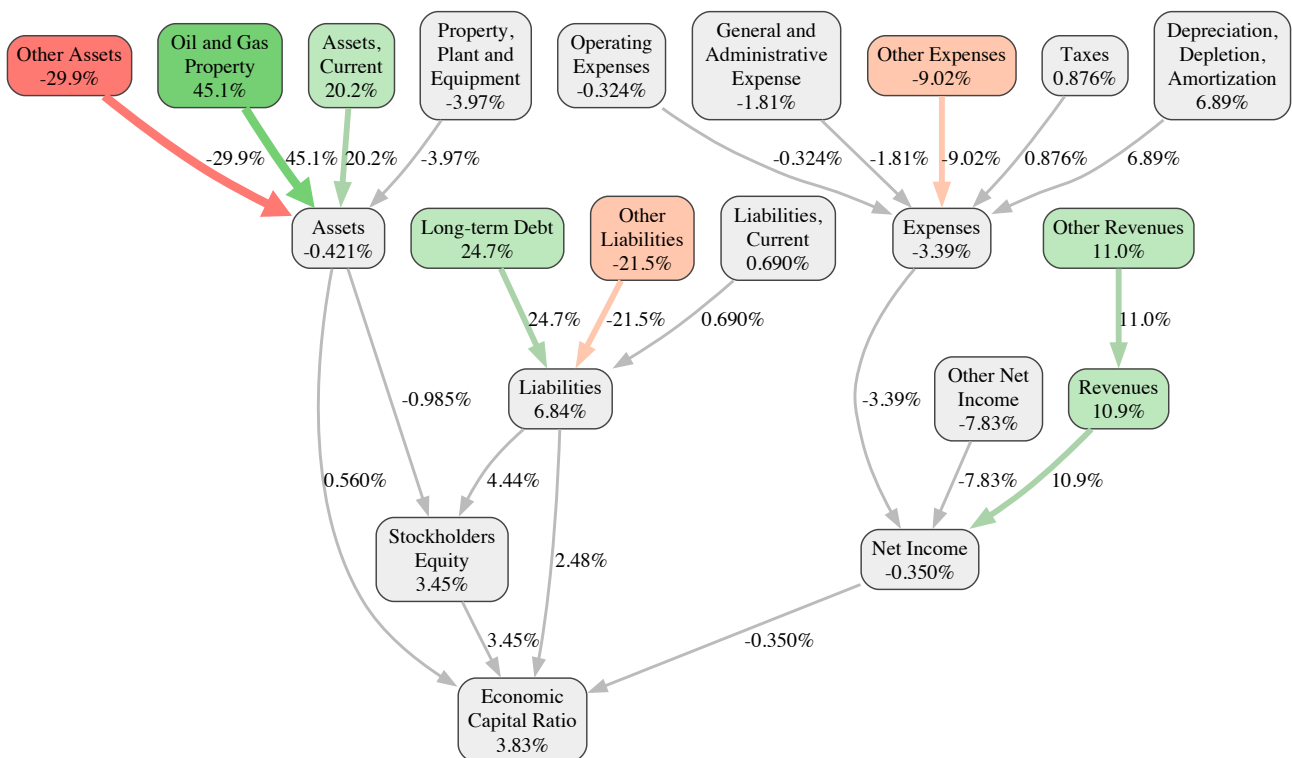 Other Assets
-29.9%
Oil and Gas
Property
45.1%
Assets,
Current
20.2%
Property,
Plant and
Equipment
-3.97%
Operating
Expenses
-0.324%
General and
Administrative
Expense
-1.81%
Other Expenses
-9.02%
Taxes
0.876%
Depreciation,
Depletion,
Amortization
6.89%
-29.9%
45.1%
20.2%
-3.97%
-0.324%
-1.81%
-9.02%
0.876%
6.89%
Assets
-0.421%
Long-term Debt
24.7%
Other
Liabilities
-21.5%
Liabilities,
Current
0.690%
Expenses
-3.39%
Other Revenues
11.0%
24.7%
-21.5%
0.690%
11.0%
-0.985%
Liabilities
6.84%
-3.39%
Other Net
Income
-7.83%
Revenues
10.9%
0.560%
4.44%
-7.83%
10.9%
Stockholders
Equity
3.45%
2.48%
Net Income
-0.350%
3.45%
-0.350%
Economic
Capital Ratio
3.83%